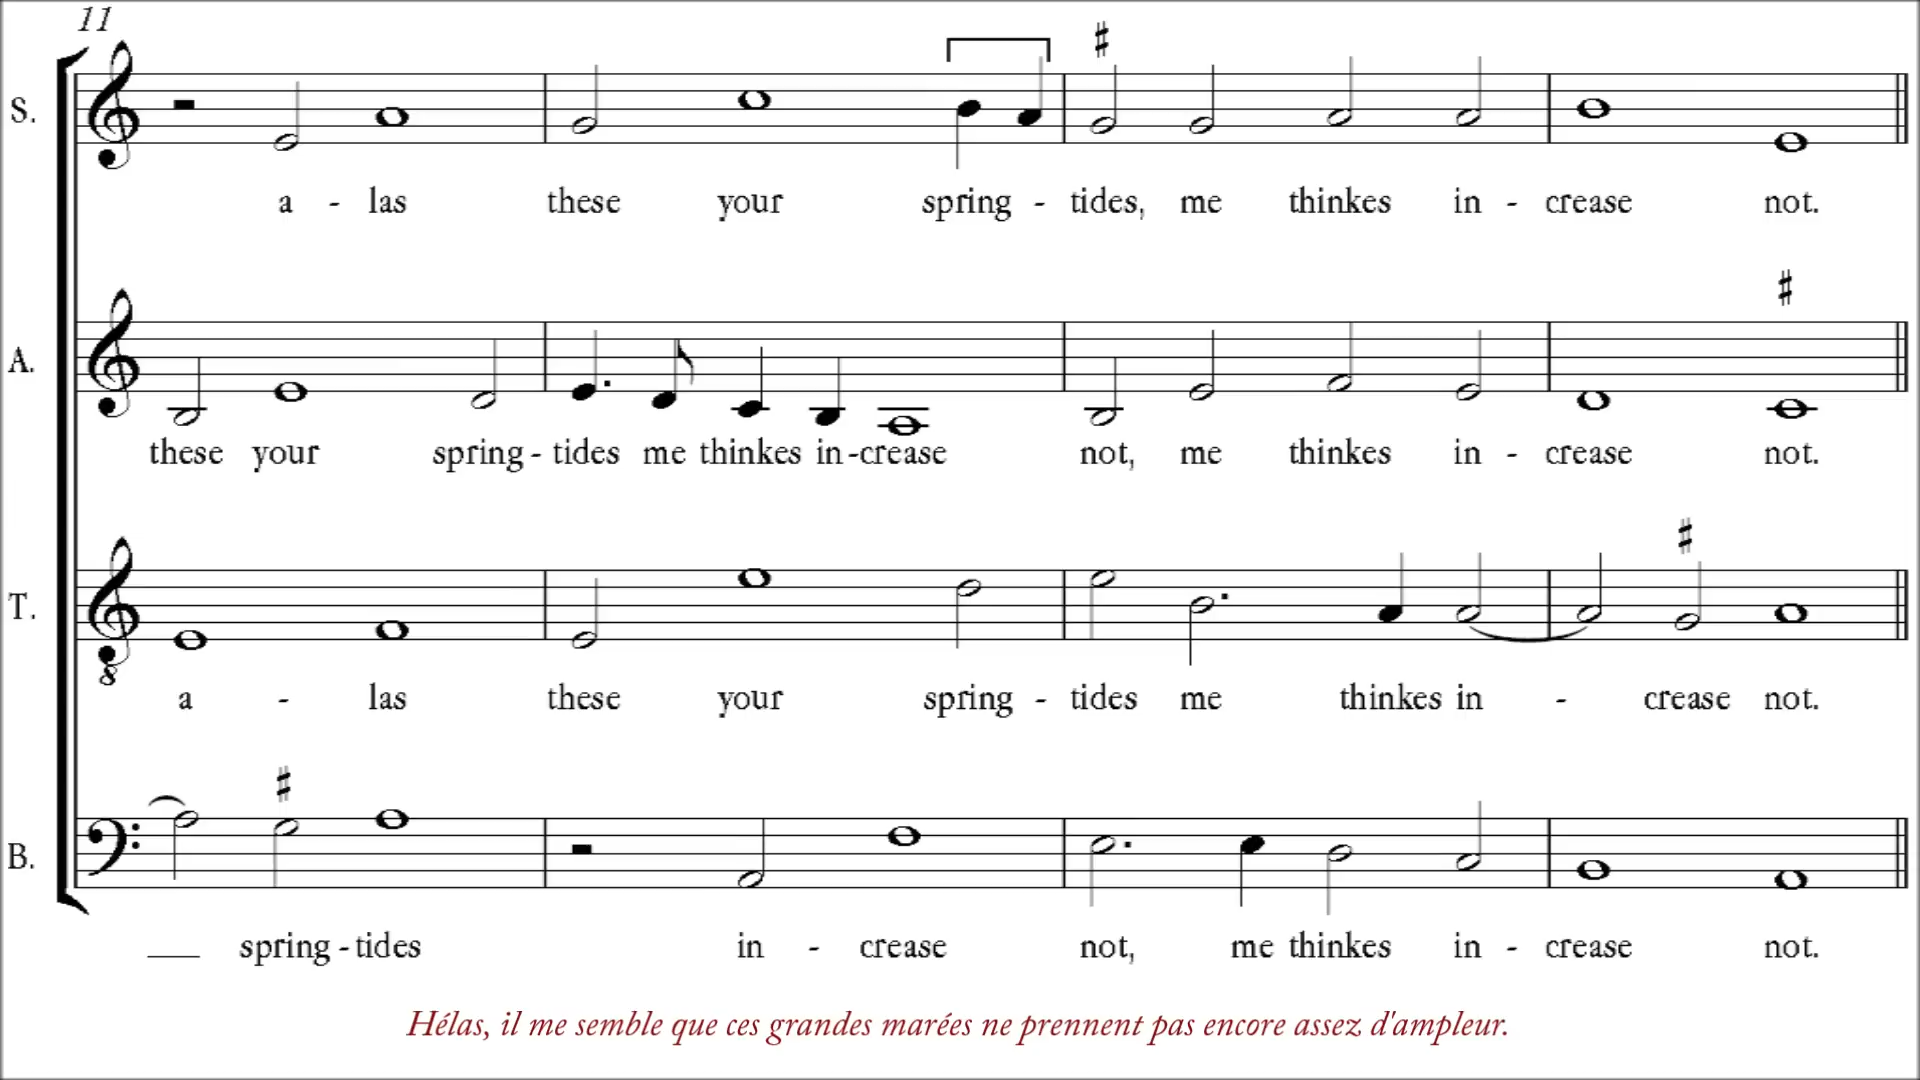 11
S.
a - las these your spring - tides, me thinkes in - crease not.
A.
these your spring - tides me thinkes in - crease not, me thinkes in - crease not.
T.
8
a - las these your spring - tides me thinkes in - crease not.
B.
spring - tides in - crease not, me thinkes in - crease not.
Hélas, il me semble que ces grandes marées ne prennent pas encore assez d'ampleur.